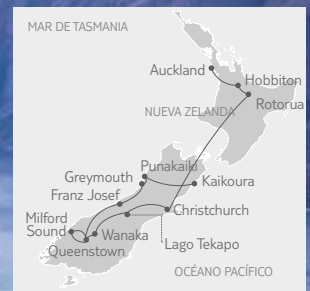 MAR DE TASMANIA
Auckland
Hobbiton
Rotorua
NUEVA ZELANDA
Punakaiki
Greymouth
Kaikoura
Franz Josef
Milford
Sound
Christchurch
Wanaka
Queenstown
Lago Tekapo
OCÉANO PACÍFICO